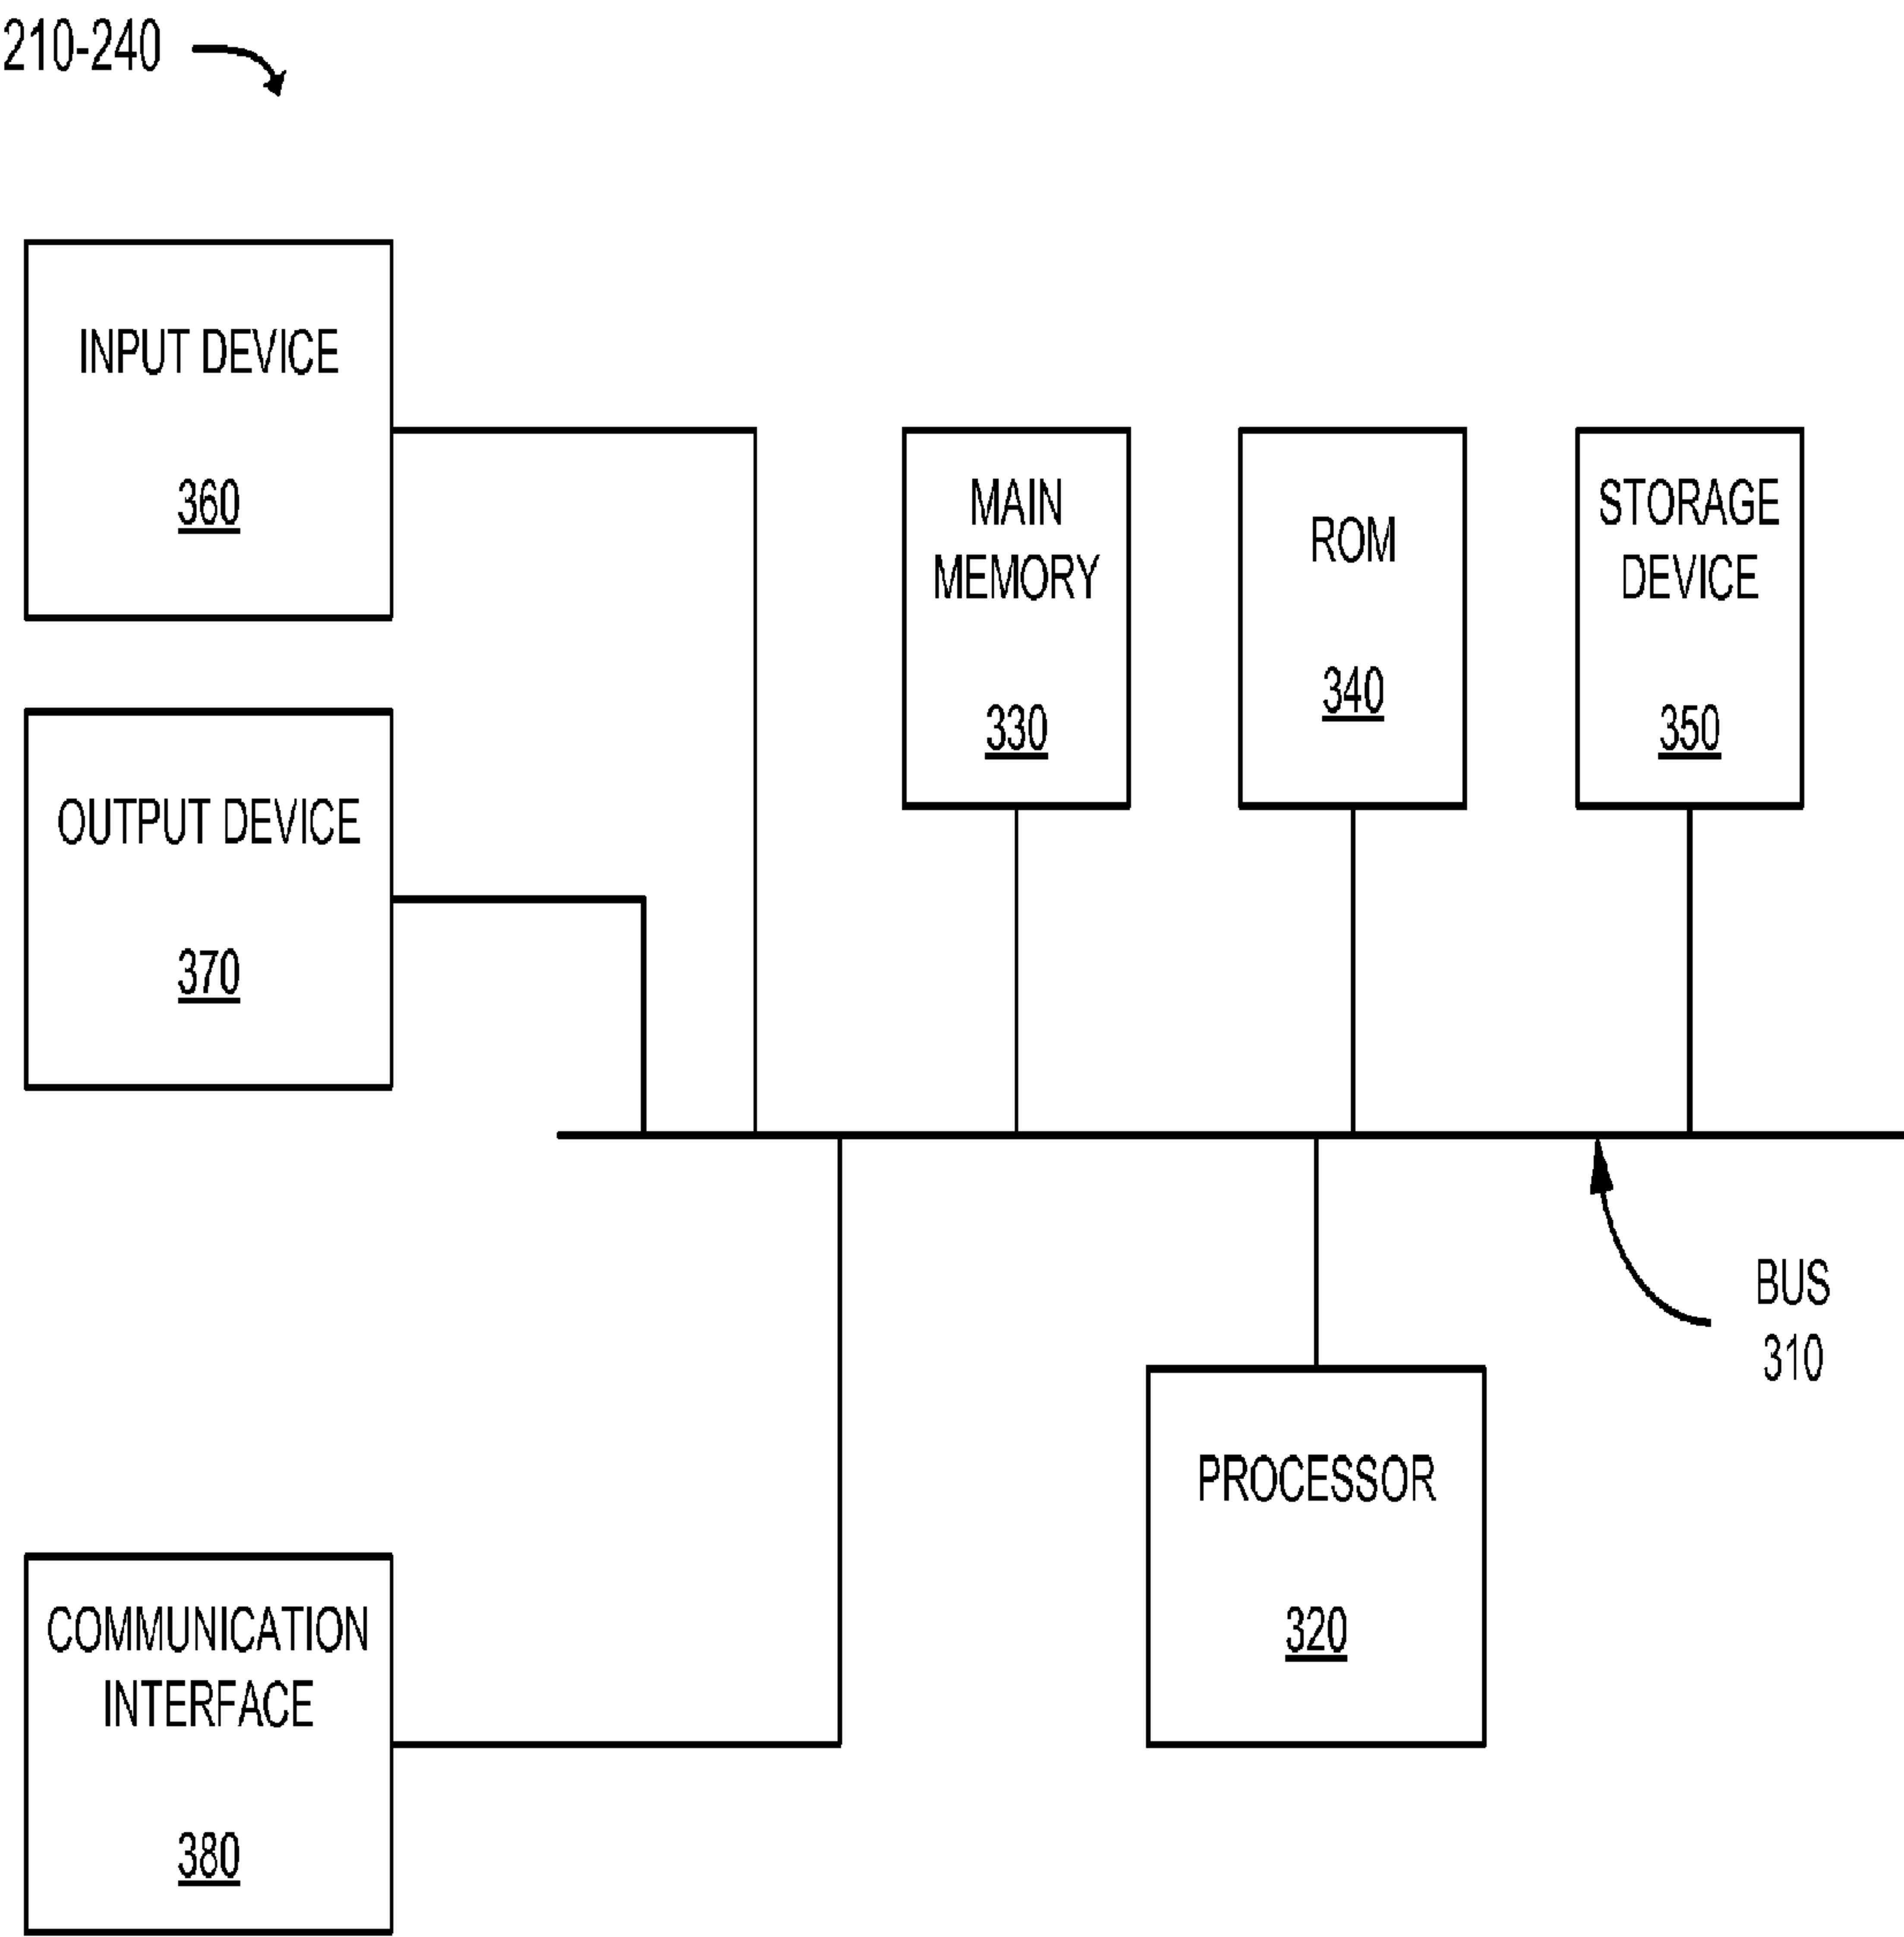 210-240
INPUT DEVICE
360
OUTPUT DEVICE
370
MAIN
MEMORY
330
ROM
340
STORAGE
DEVICE
350
BUS
310
PROCESSOR
320
COMMUNICATION
INTERFACE
380